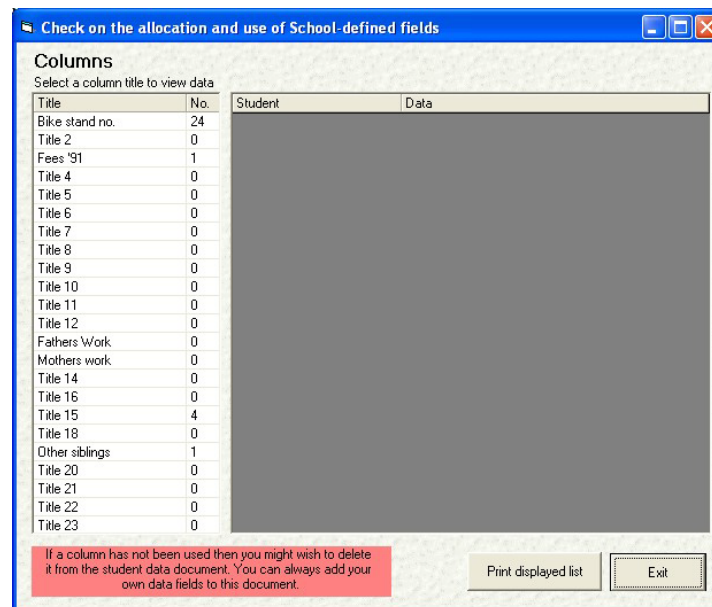 Check on the allocation and use of School-defined fields
Columns
Select a column title to view data
Title No. Student Data
Bike stand no. 24
Title 2 0
Fees '91 1
Title 4 0
Title 5 0
Title 6 0
Title 7 0
Title 8 0
Title 9 0
Title 10 0
Title 11 0
Title 12 0
Fathers Work 0
Mothers work 0
Title 14 0
Title 16 0
Title 15 4
Title 18 0
Other siblings 1
Title 20 0
Title 21 0
Title 22 0
Title 23 0
If a column has not been used then you might wish to delete
it from the student data document. You can always add your
own data fields to this document.
Print displayed list Exit